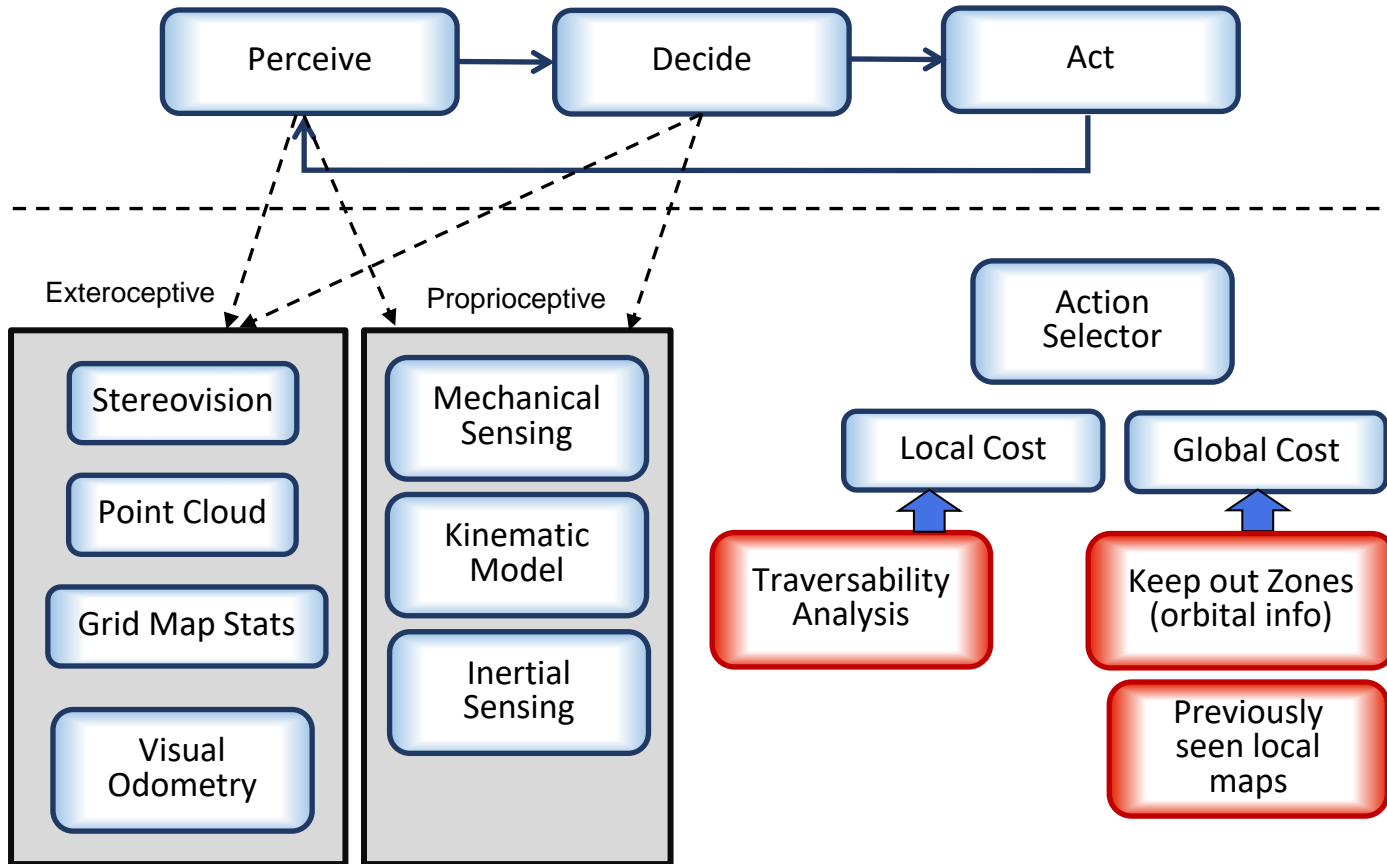 Perceive
Decide
Act
Exteroceptive
Proprioceptive
Stereovision
Point Cloud
Grid Map Stats
Visual
Odometry
Mechanical
Sensing
Kinematic
Model
Inertial
Sensing
Action
Selector
Local Cost
Global Cost
Traversability
Analysis
Keep out Zones
(orbital info)
Previously
seen local
maps